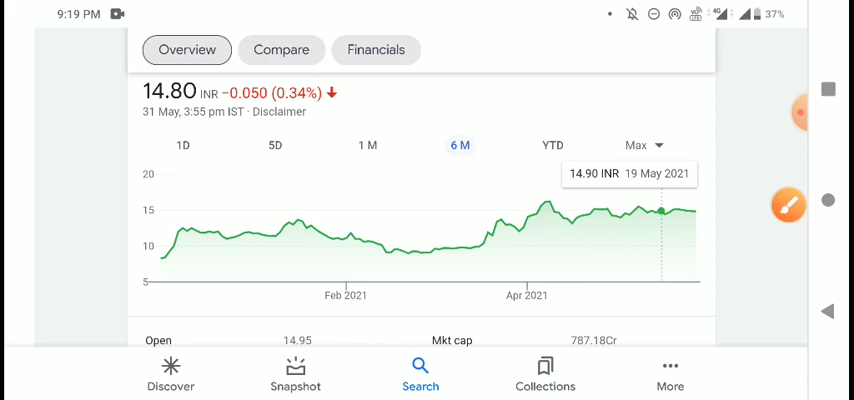 9:19 PM 4G 37%
Overview Compare Financials
14.80 INR −0.050 (0.34%)
31 May, 3:55 pm IST · Disclaimer
1D 5D 1 M 6 M YTD Max
14.90 INR 19 May 2021
20
15
10
5
Feb 2021 Apr 2021
Open 14.95 Mkt cap 787.18Cr
Discover Snapshot Search Collections More